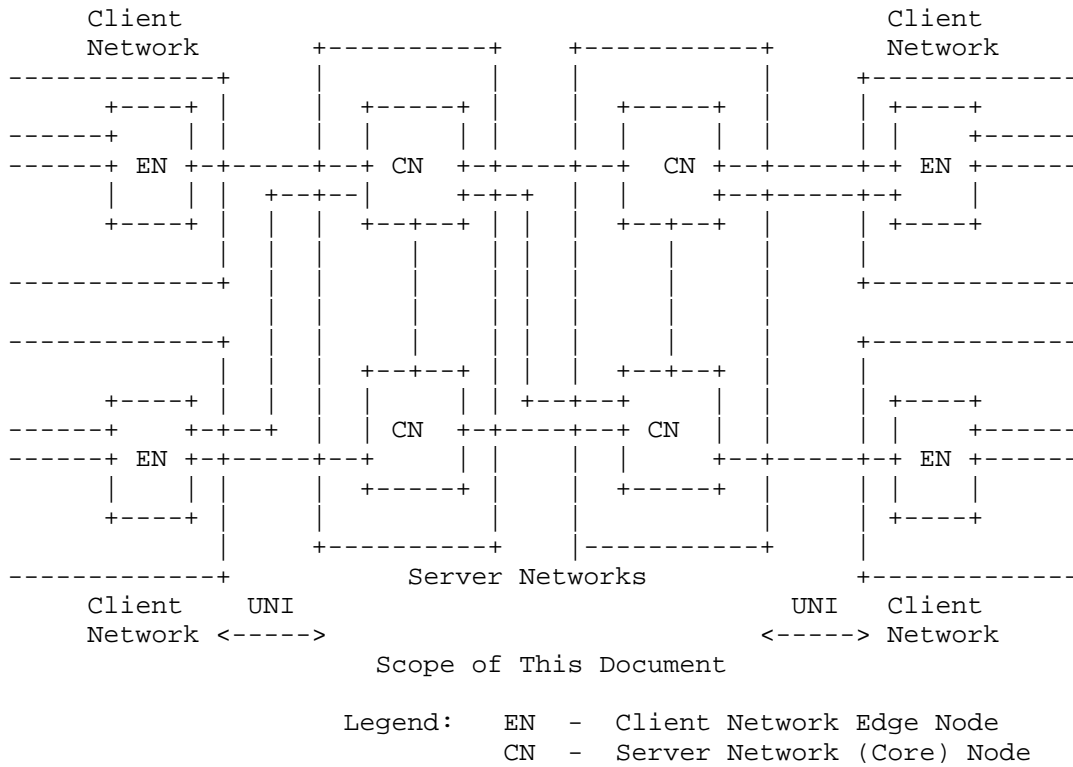 Client Client
Network Network
EN CN CN EN
EN CN CN EN
Server Networks
Client UNI UNI Client
Network <-----> <-----> Network
Scope of This Document
Legend: EN - Client Network Edge Node
CN - Server Network (Core) Node